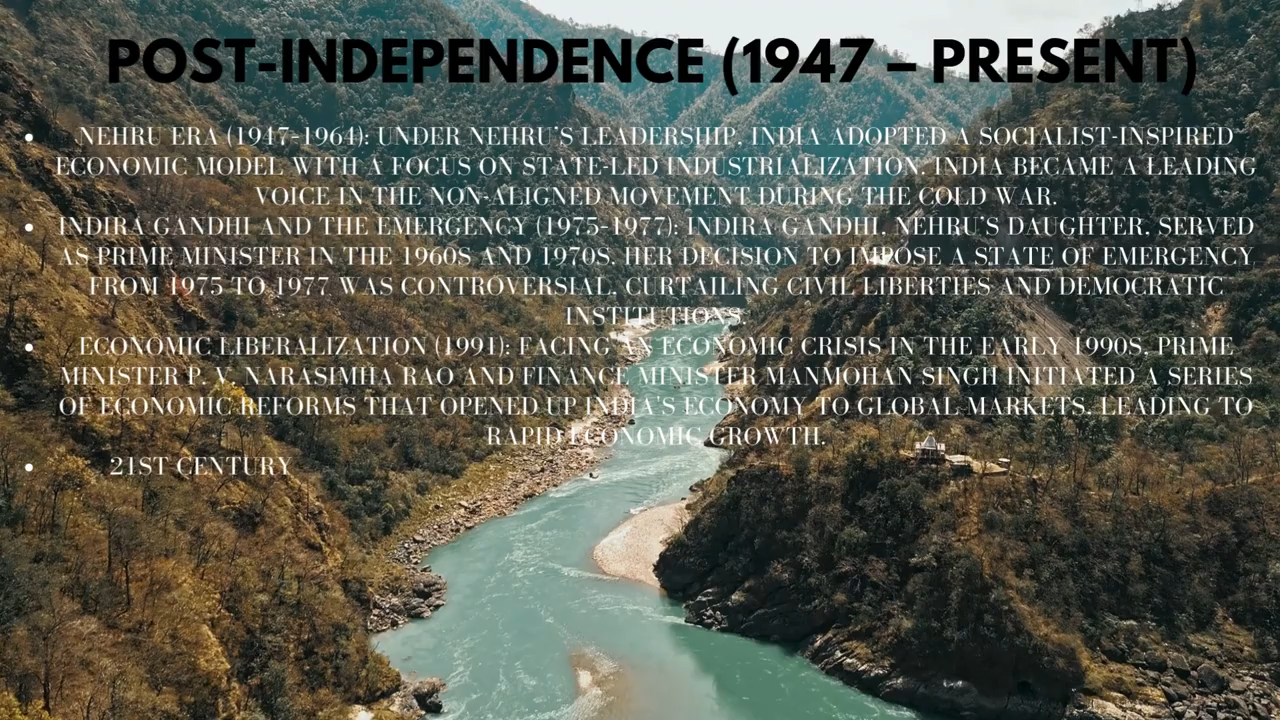 POST-INDEPENDENCE (1947 – PRESENT)
• NEHRU ERA (1947-1964): UNDER NEHRU'S LEADERSHIP, INDIA ADOPTED A SOCIALIST-INSPIRED
ECONOMIC MODEL WITH A FOCUS ON STATE-LED INDUSTRIALIZATION. INDIA BECAME A LEADING
VOICE IN THE NON-ALIGNED MOVEMENT DURING THE COLD WAR.
• INDIRA GANDHI AND THE EMERGENCY (1975-1977): INDIRA GANDHI, NEHRU'S DAUGHTER, SERVED
AS PRIME MINISTER IN THE 1960S AND 1970S. HER DECISION TO IMPOSE A STATE OF EMERGENCY
FROM 1975 TO 1977 WAS CONTROVERSIAL, CURTAILING CIVIL LIBERTIES AND DEMOCRATIC
INSTITUTIONS.
• ECONOMIC LIBERALIZATION (1991): FACING AN ECONOMIC CRISIS IN THE EARLY 1990S, PRIME
MINISTER P. V. NARASIMHA RAO AND FINANCE MINISTER MANMOHAN SINGH INITIATED A SERIES
OF ECONOMIC REFORMS THAT OPENED UP INDIA'S ECONOMY TO GLOBAL MARKETS, LEADING TO
RAPID ECONOMIC GROWTH.
• 21ST CENTURY